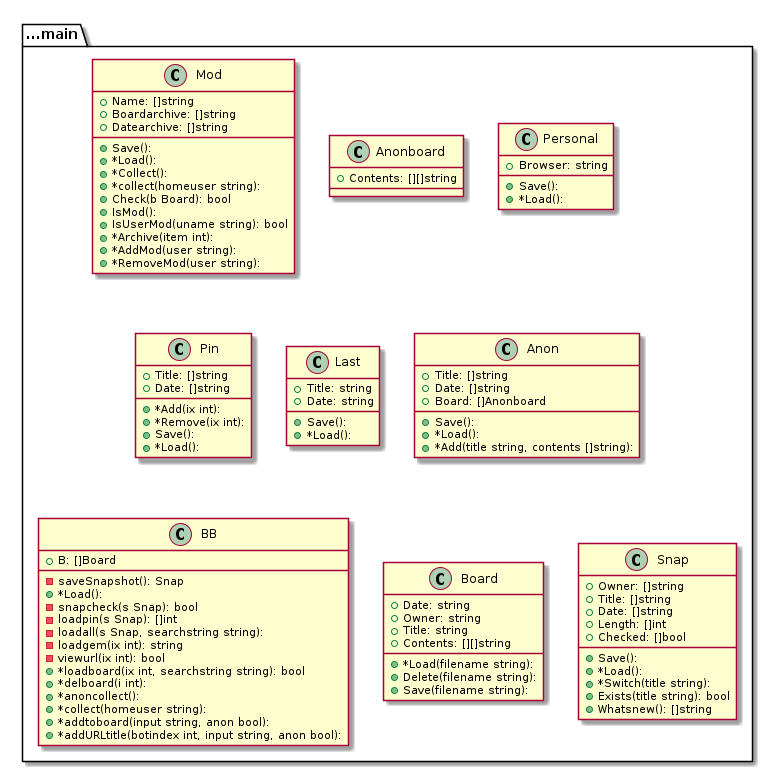 ...main
C Mod
Name: []string
Boardarchive: []string
Datearchive: []string
Save():
*Load():
*Collect():
*collect(homeuser string):
Check(b Board): bool
IsMod():
IsUserMod(uname string): bool
*Archive(item int):
*AddMod(user string):
*RemoveMod(user string):
C Anonboard
Contents: [][]string
C Personal
Browser: string
Save():
*Load():
C Pin
Title: []string
Date: []string
*Add(ix int):
*Remove(ix int):
Save():
*Load():
C Last
Title: string
Date: string
Save():
*Load():
C Anon
Title: []string
Date: []string
Board: []Anonboard
Save():
*Load():
*Add(title string, contents []string):
C BB
B: []Board
saveSnapshot(): Snap
*Load():
snapcheck(s Snap): bool
loadpin(s Snap): []int
loadall(s Snap, searchstring string):
loadgem(ix int): string
viewurl(ix int): bool
*loadboard(ix int, searchstring string): bool
*delboard(i int):
*anoncollect():
*collect(homeuser string):
*addtoboard(input string, anon bool):
*addURLtitle(botindex int, input string, anon bool):
C Board
Date: string
Owner: string
Title: string
Contents: [][]string
*Load(filename string):
Delete(filename string):
Save(filename string):
C Snap
Owner: []string
Title: []string
Date: []string
Length: []int
Checked: []bool
Save():
*Load():
*Switch(title string):
Exists(title string): bool
Whatsnew(): []string